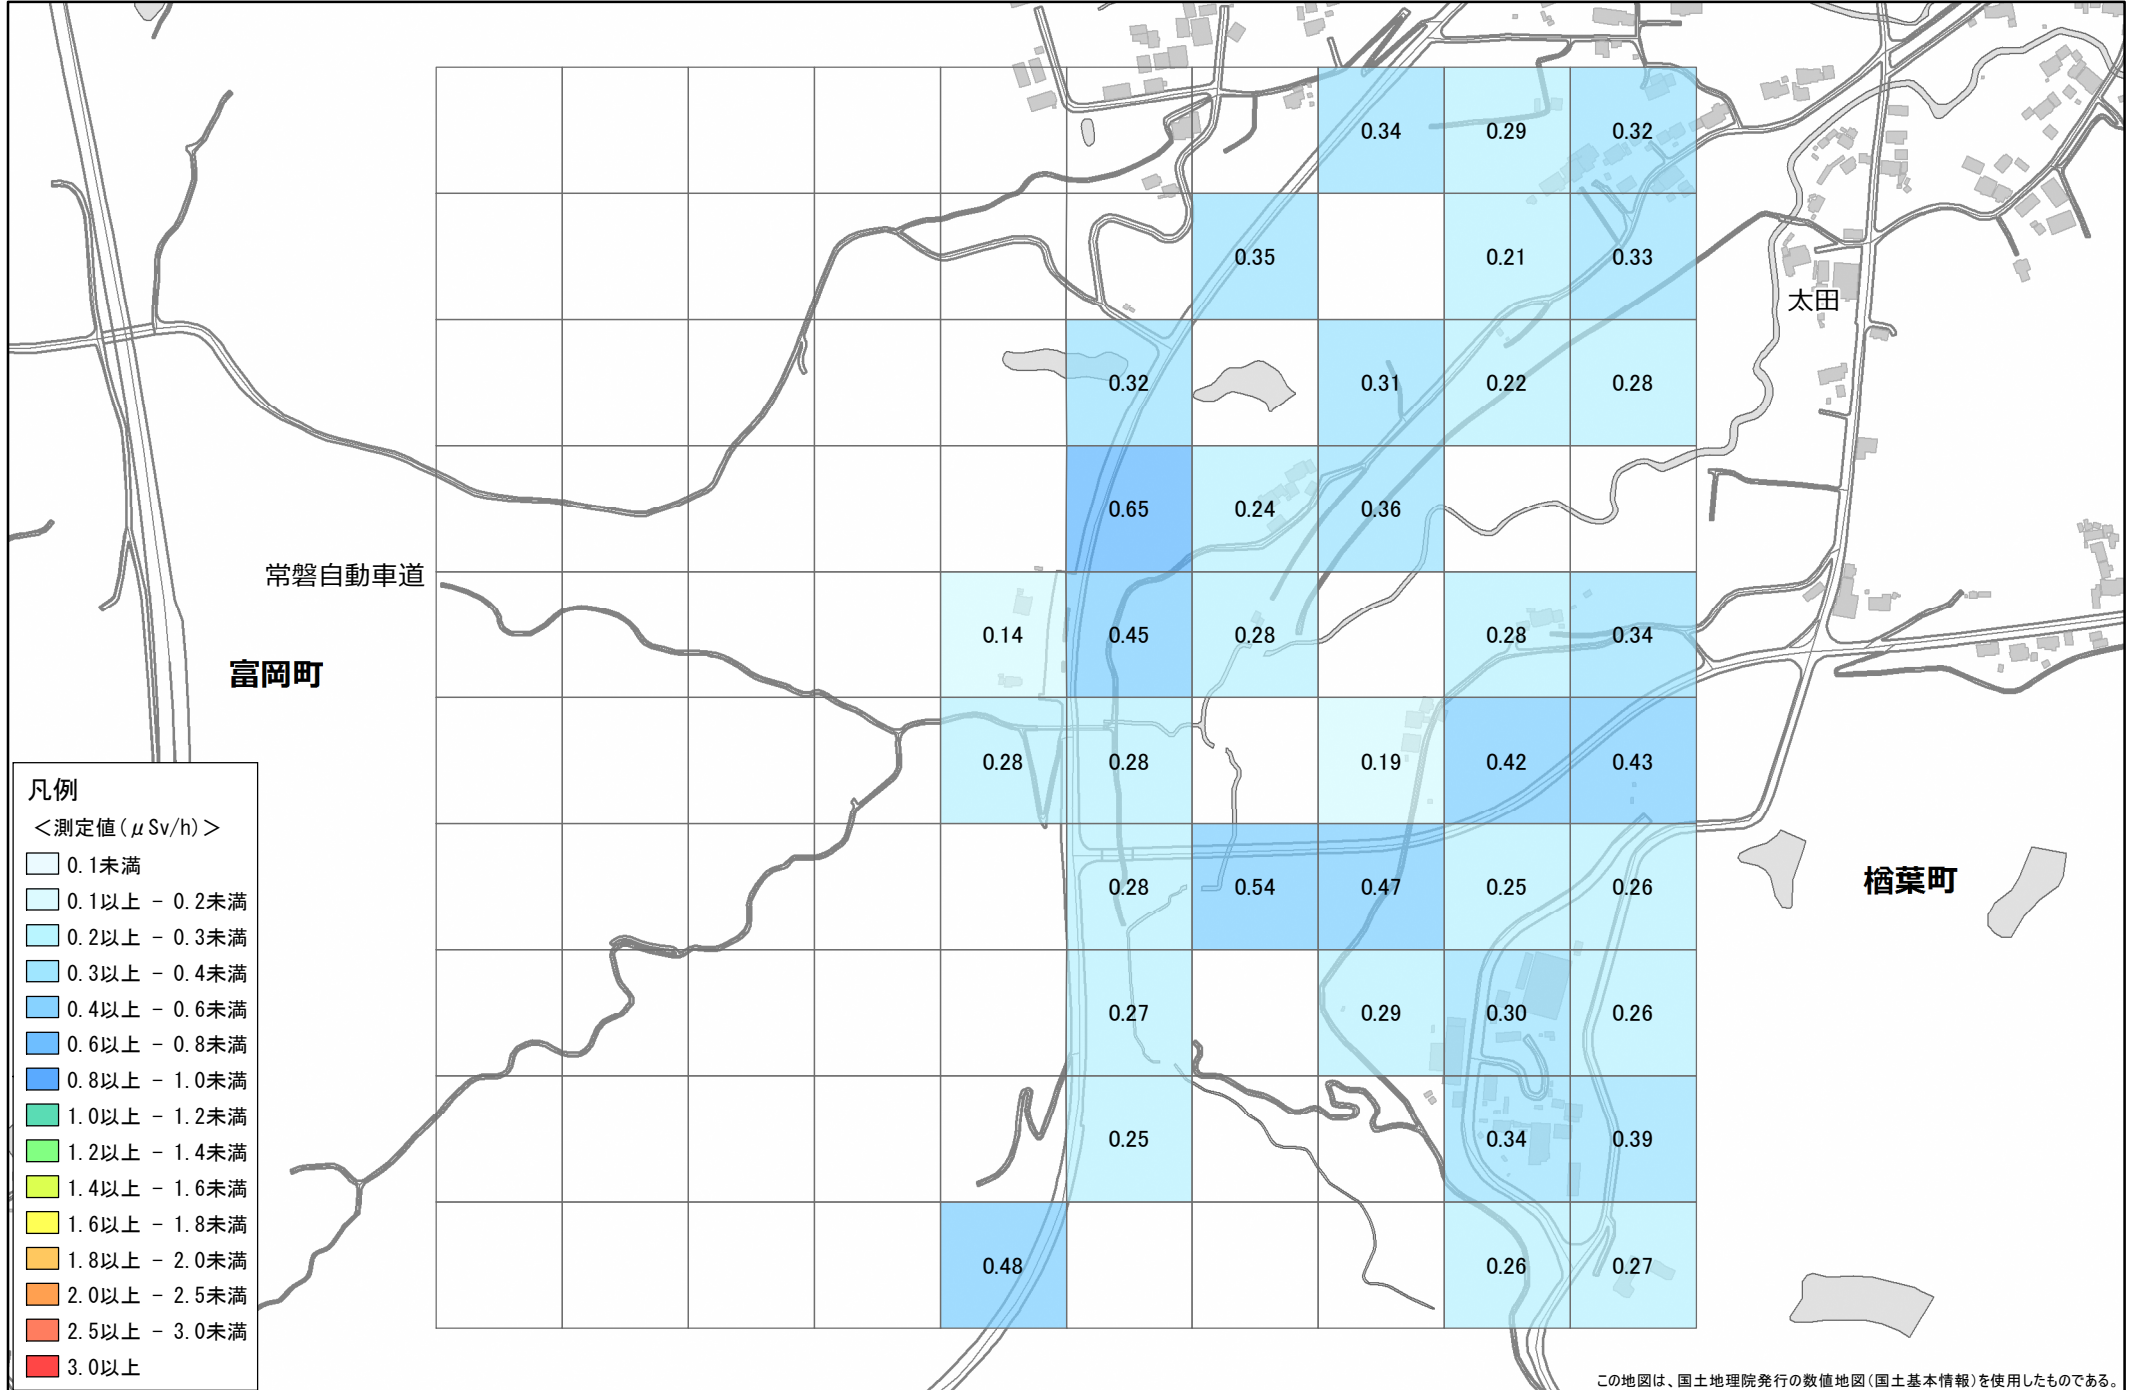 0.34 0.29 0.32
0.35 0.21 0.33
太田
0.32 0.31 0.22 0.28
0.65 0.24 0.36
常磐自動車道
0.14 0.45 0.28 0.28 0.34
富岡町
0.28 0.28 0.19 0.42 0.43
0.28 0.54 0.47 0.25 0.26
楢葉町
0.27 0.29 0.30 0.26
0.25 0.34 0.39
0.48 0.26 0.27
凡例
＜測定値(μSv/h)＞
0.1未満
0.1以上 － 0.2未満
0.2以上 － 0.3未満
0.3以上 － 0.4未満
0.4以上 － 0.6未満
0.6以上 － 0.8未満
0.8以上 － 1.0未満
1.0以上 － 1.2未満
1.2以上 － 1.4未満
1.4以上 － 1.6未満
1.6以上 － 1.8未満
1.8以上 － 2.0未満
2.0以上 － 2.5未満
2.5以上 － 3.0未満
3.0以上
この地図は、国土地理院発行の数値地図(国土基本情報)を使用したものである。